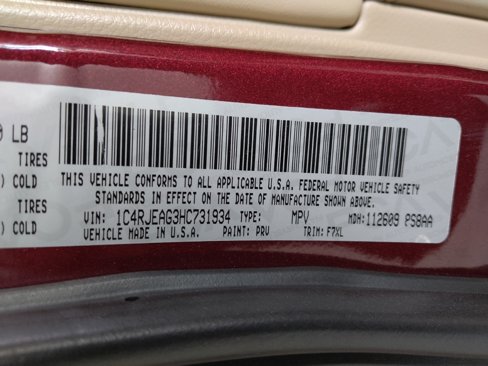 0 LB
TIRES
) COLD
TIRES
) COLD
THIS VEHICLE CONFORMS TO ALL APPLICABLE U.S.A. FEDERAL MOTOR VEHICLE SAFETY
STANDARDS IN EFFECT ON THE DATE OF MANUFACTURE SHOWN ABOVE.
VIN: 1C4RJEAG3HC731934 TYPE: MPV MDH: 112609 PS8AA
VEHICLE MADE IN U.S.A. PAINT: PRV TRIM: F7XL